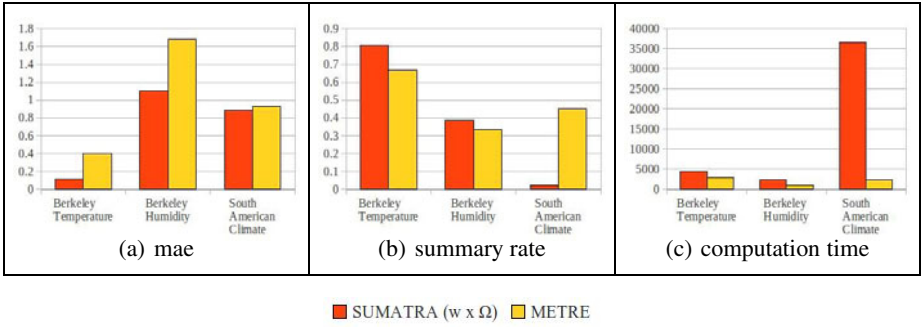 1.8
1.6
1.4
1.2
1
0.8
0.6
0.4
0.2
0
Berkeley Temperature
Berkeley Humidity
South American Climate
(a) mae
0.9
0.8
0.7
0.6
0.5
0.4
0.3
0.2
0.1
0
Berkeley Temperature
Berkeley Humidity
South American Climate
(b) summary rate
40000
35000
30000
25000
20000
15000
10000
5000
0
Berkeley Temperature
Berkeley Humidity
South American Climate
(c) computation time
SUMATRA (w x Ω) METRE